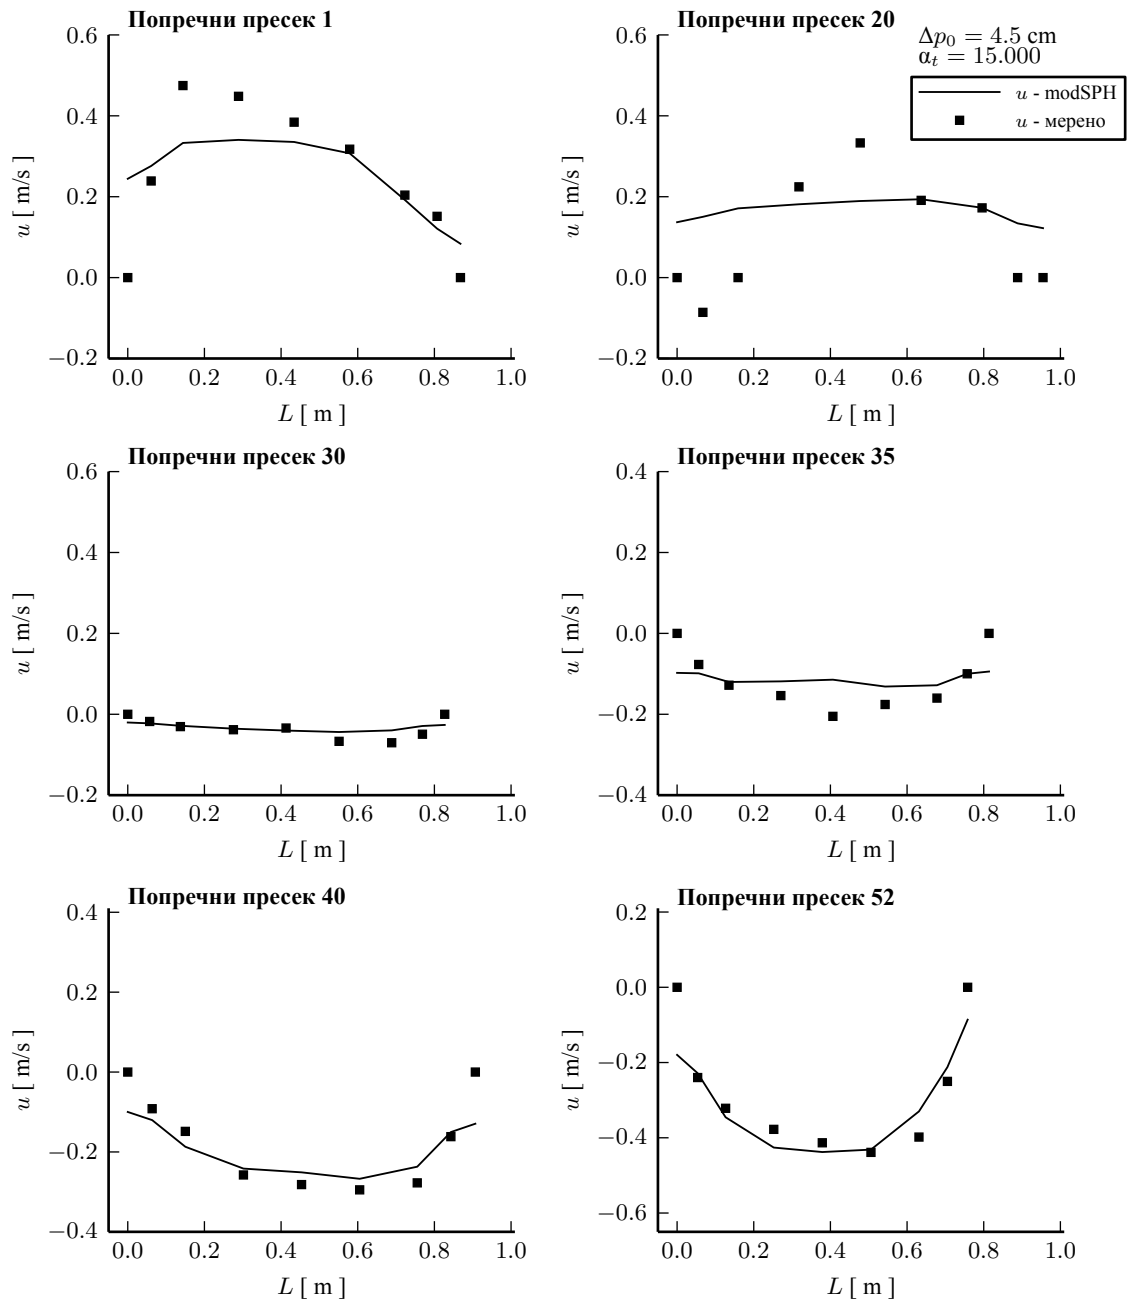 Попречни пресек 1
0.6
0.4
0.2
0.0
−0.2
u [ m/s ]
0.0 0.2 0.4 0.6 0.8 1.0
L [ m ]
Попречни пресек 20
Δp₀ = 4.5 cm
α_t = 15.000
u - modSPH
u - мерено
0.6
0.4
0.2
0.0
−0.2
u [ m/s ]
0.0 0.2 0.4 0.6 0.8 1.0
L [ m ]
Попречни пресек 30
0.6
0.4
0.2
0.0
−0.2
u [ m/s ]
0.0 0.2 0.4 0.6 0.8 1.0
L [ m ]
Попречни пресек 35
0.4
0.2
0.0
−0.2
−0.4
u [ m/s ]
0.0 0.2 0.4 0.6 0.8 1.0
L [ m ]
Попречни пресек 40
0.4
0.2
0.0
−0.2
−0.4
u [ m/s ]
0.0 0.2 0.4 0.6 0.8 1.0
L [ m ]
Попречни пресек 52
0.2
0.0
−0.2
−0.4
−0.6
u [ m/s ]
0.0 0.2 0.4 0.6 0.8 1.0
L [ m ]